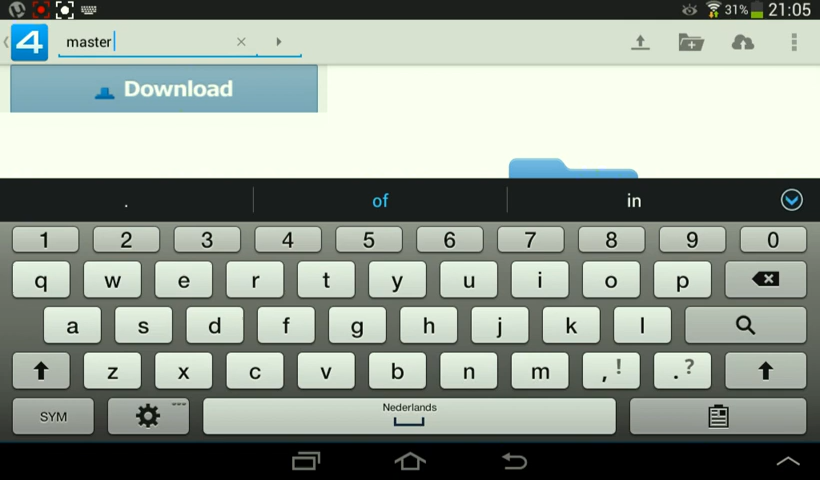 31% 21:05
4 master
Download
. of in
1 2 3 4 5 6 7 8 9 0
q w e r t y u i o p
a s d f g h j k l
z x c v b n m , ! . ?
SYM Nederlands